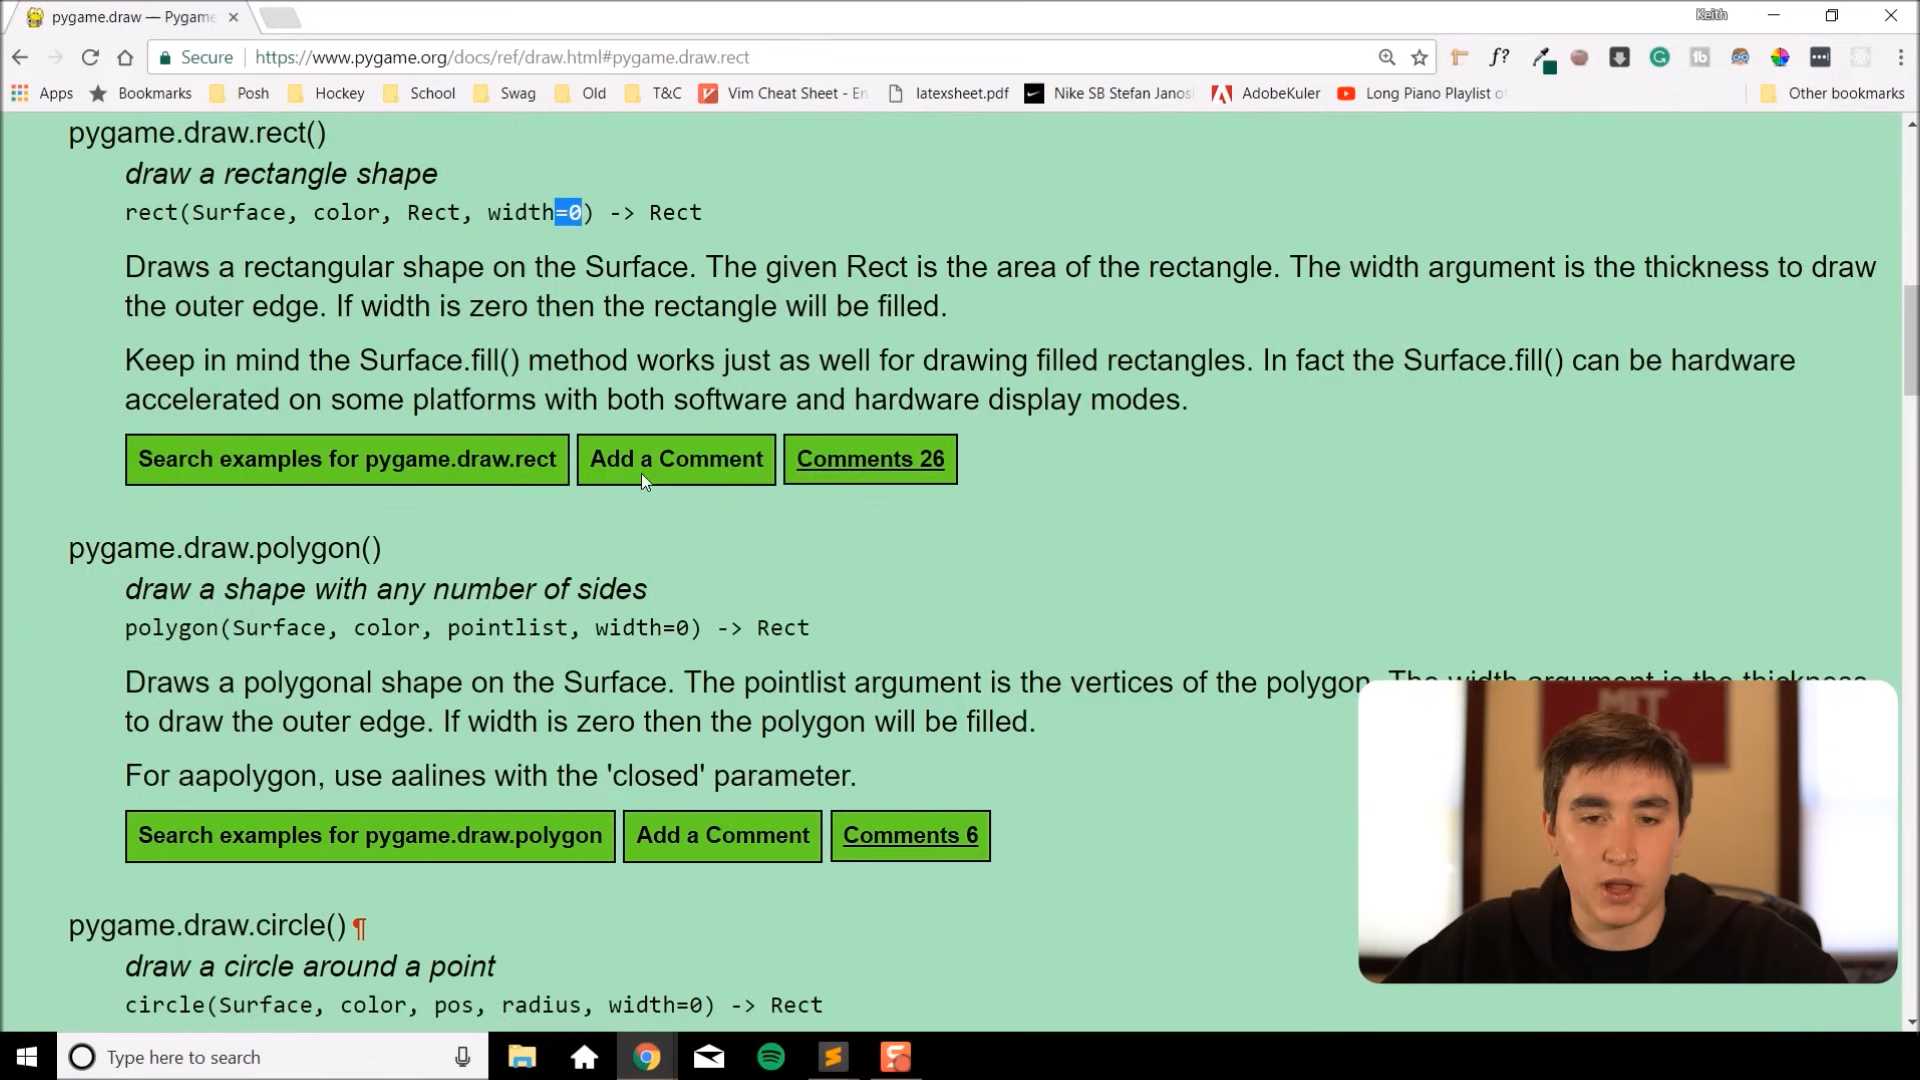 pygame.draw — Pygame
Keith
Secure https://www.pygame.org/docs/ref/draw.html#pygame.draw.rect
Apps Bookmarks Posh Hockey School Swag Old T&C Vim Cheat Sheet - En latexsheet.pdf Nike SB Stefan Janos AdobeKuler Long Piano Playlist o Other bookmarks
pygame.draw.rect()
draw a rectangle shape
rect(Surface, color, Rect, width=0) -> Rect
Draws a rectangular shape on the Surface. The given Rect is the area of the rectangle. The width argument is the thickness to draw
the outer edge. If width is zero then the rectangle will be filled.
Keep in mind the Surface.fill() method works just as well for drawing filled rectangles. In fact the Surface.fill() can be hardware
accelerated on some platforms with both software and hardware display modes.
Search examples for pygame.draw.rect Add a Comment Comments 26
pygame.draw.polygon()
draw a shape with any number of sides
polygon(Surface, color, pointlist, width=0) -> Rect
Draws a polygonal shape on the Surface. The pointlist argument is the vertices of the polygon. The width argument is the thickness
to draw the outer edge. If width is zero then the polygon will be filled.
For aapolygon, use aalines with the 'closed' parameter.
Search examples for pygame.draw.polygon Add a Comment Comments 6
MIT
pygame.draw.circle() ¶
draw a circle around a point
circle(Surface, color, pos, radius, width=0) -> Rect
Type here to search